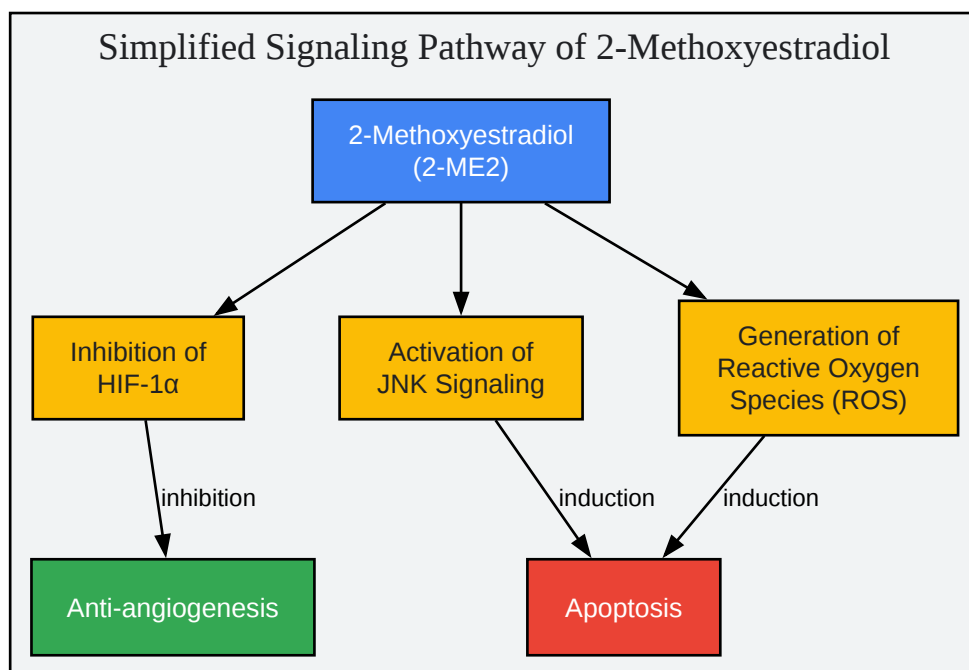 Simplified Signaling Pathway of 2-Methoxyestradiol
2-Methoxyestradiol
(2-ME2)
Inhibition of
HIF-1α
Activation of
JNK Signaling
Generation of
Reactive Oxygen
Species (ROS)
inhibition
induction
induction
Anti-angiogenesis
Apoptosis